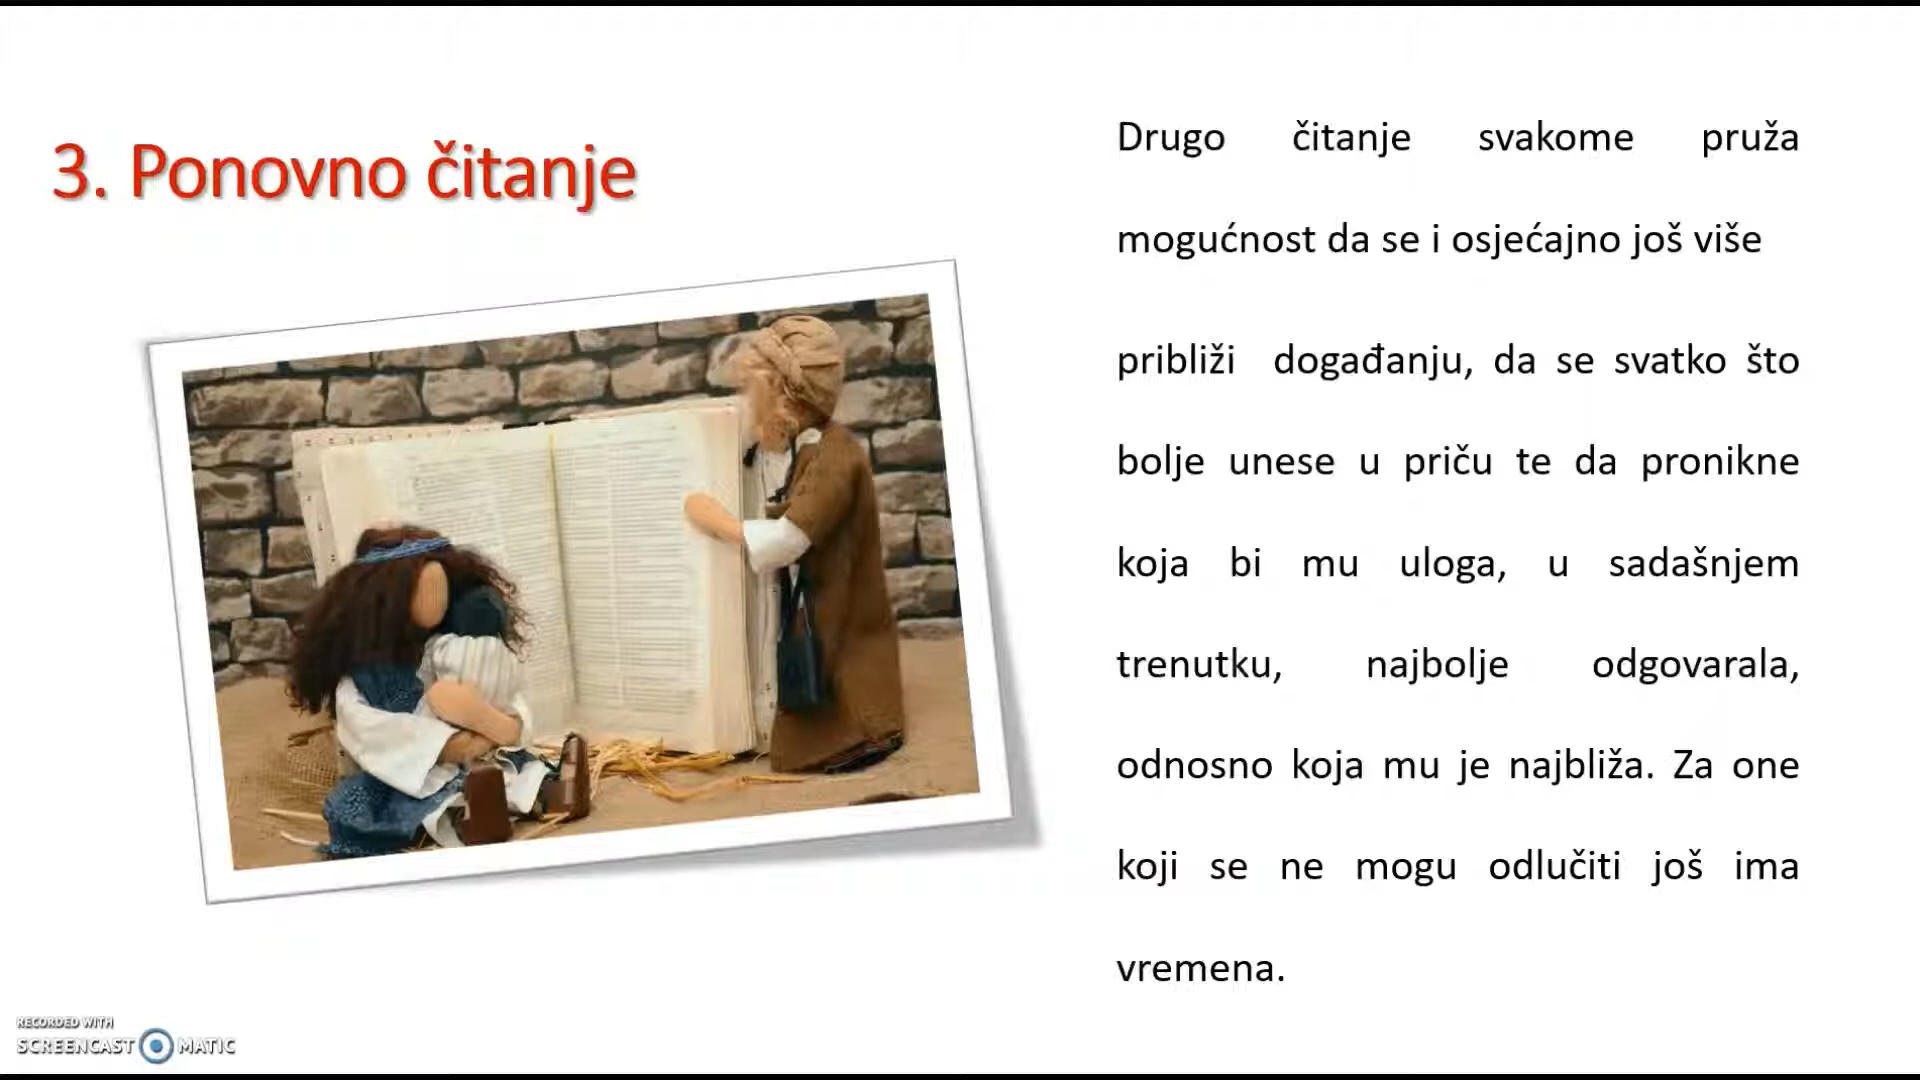 3. Ponovno čitanje
Drugo čitanje svakome pruža
mogućnost da se i osjećajno još više
približi događanju, da se svatko što
bolje unese u priču te da pronikne
koja bi mu uloga, u sadašnjem
trenutku, najbolje odgovarala,
odnosno koja mu je najbliža. Za one
koji se ne mogu odlučiti još ima
vremena.
RECORDED WITH
SCREENCAST MATIC